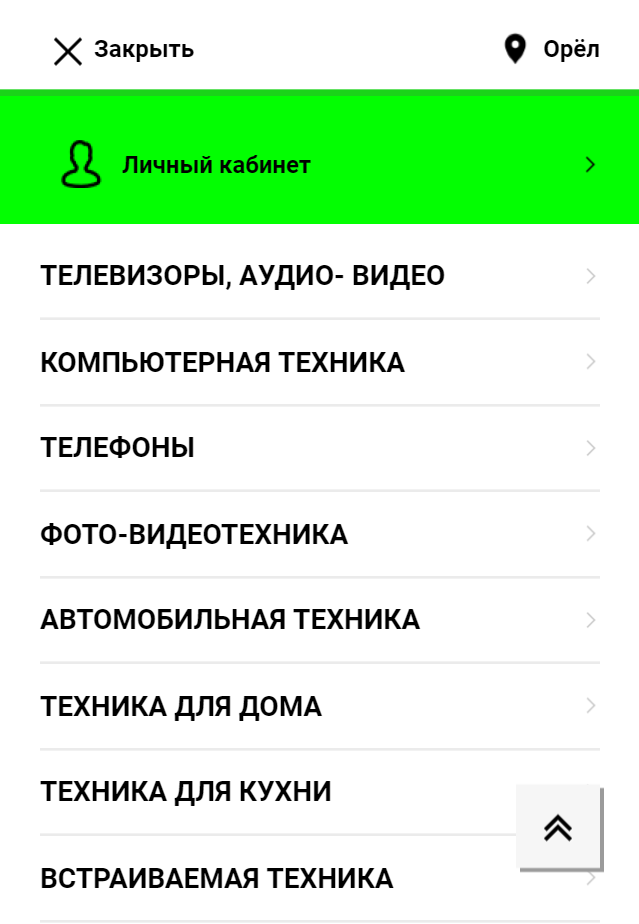 Закрыть
Орёл
Личный кабинет
ТЕЛЕВИЗОРЫ, АУДИО- ВИДЕО
КОМПЬЮТЕРНАЯ ТЕХНИКА
ТЕЛЕФОНЫ
ФОТО-ВИДЕОТЕХНИКА
АВТОМОБИЛЬНАЯ ТЕХНИКА
ТЕХНИКА ДЛЯ ДОМА
ТЕХНИКА ДЛЯ КУХНИ
ВСТРАИВАЕМАЯ ТЕХНИКА